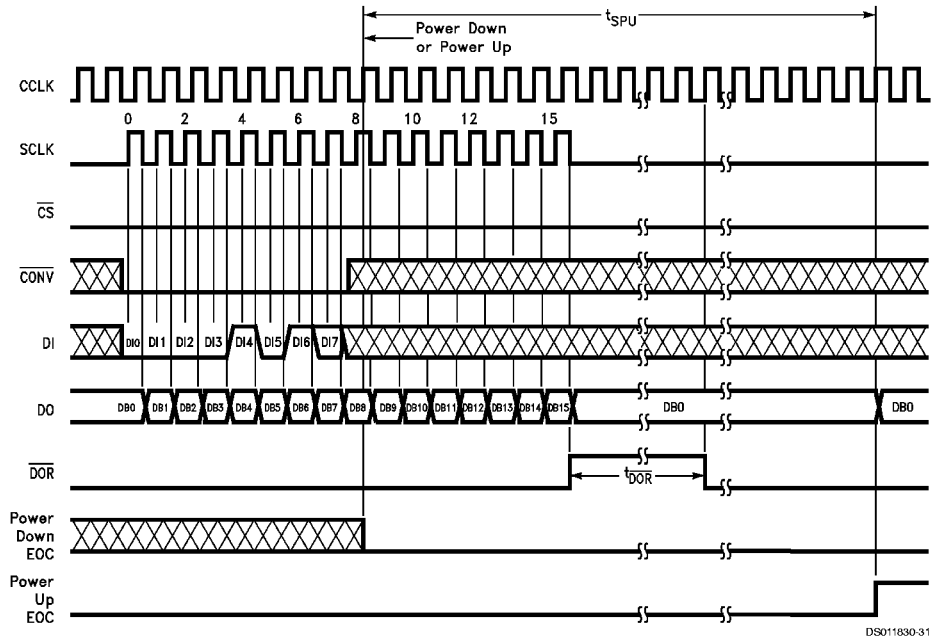 tSPU
Power Down
or Power Up
CCLK
0 2 4 6 8 10 12 15
SCLK
CS
CONV
DI DI0 DI1 DI2 DI3 DI4 DI5 DI6 DI7
DO DB0 DB1 DB2 DB3 DB4 DB5 DB6 DB7 DB8 DB9 DB10 DB11 DB12 DB13 DB14 DB15 DB0 DB0
DOR tDOR
Power
Down
EOC
Power
Up
EOC
DS011830-31